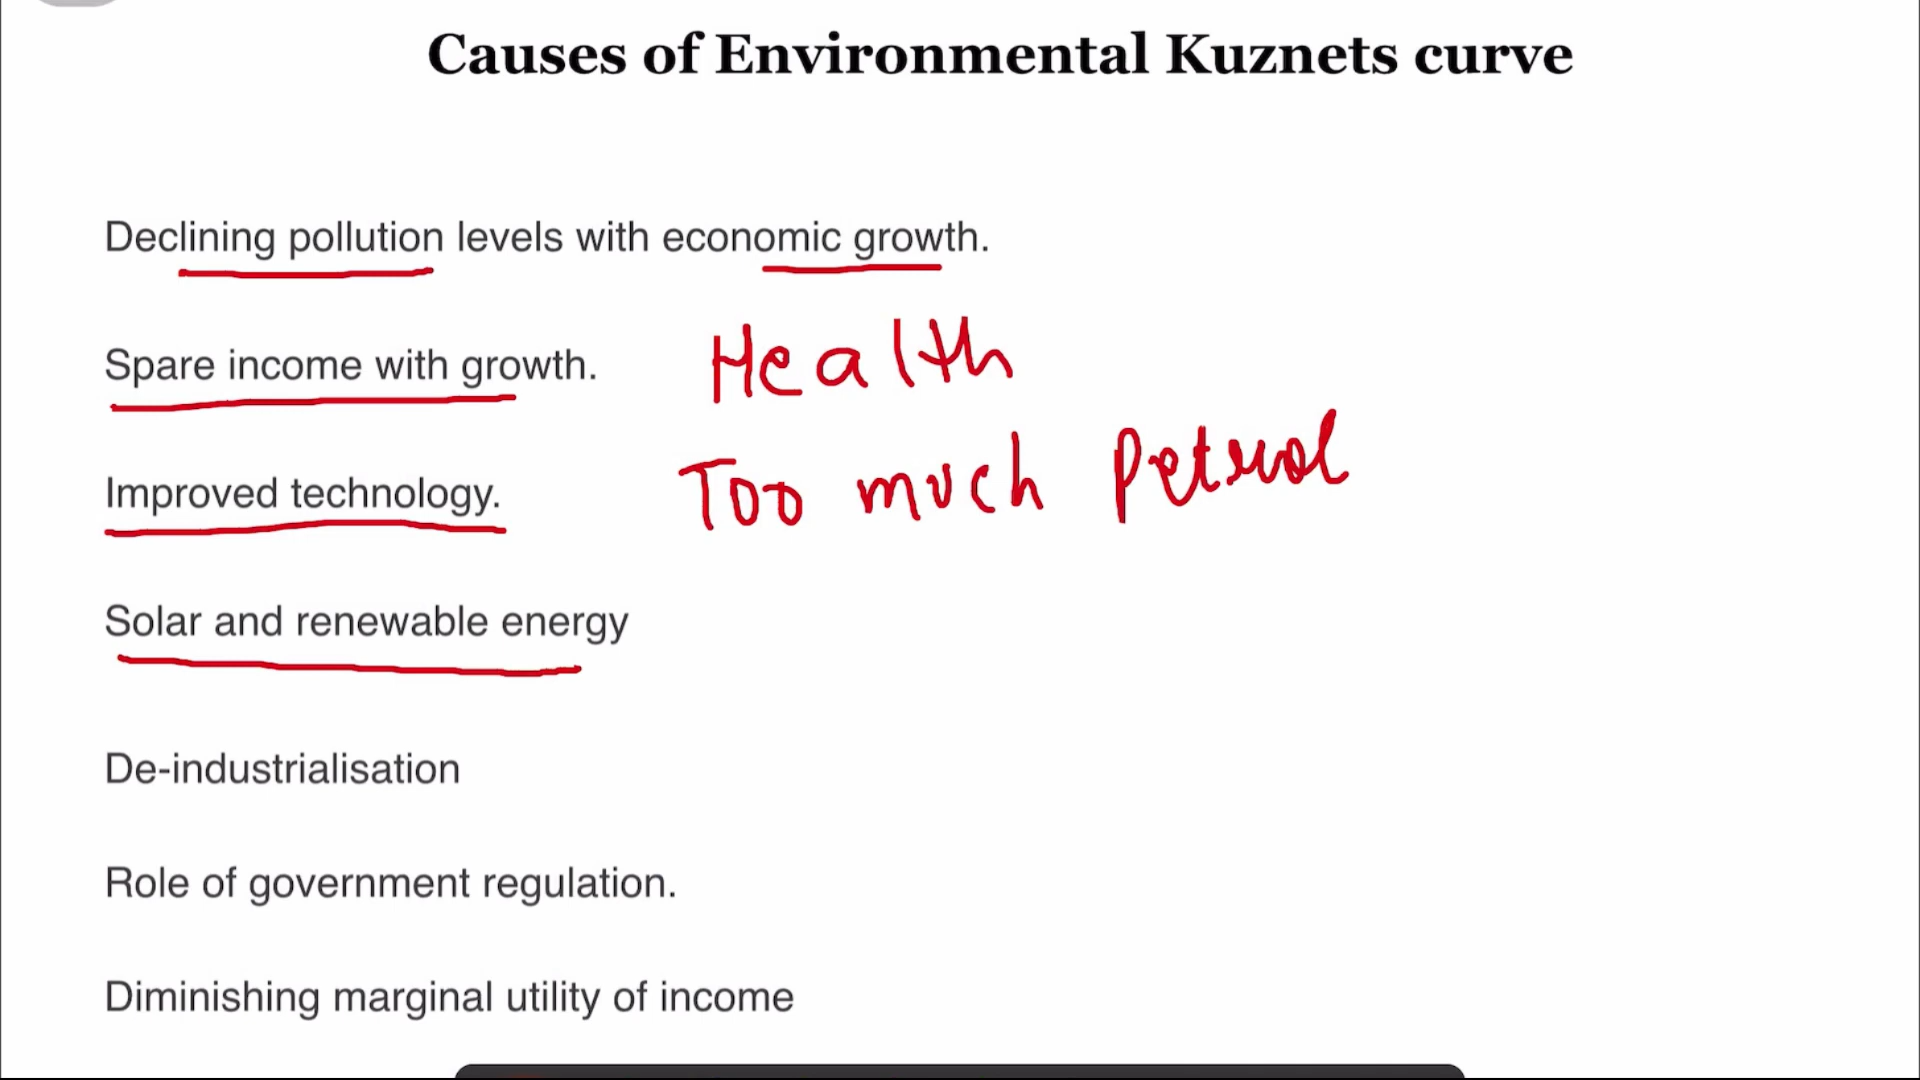 Causes of Environmental Kuznets curve
Declining pollution levels with economic growth.
Spare income with growth.
Health
Improved technology.
Too much Petrol
Solar and renewable energy
De-industrialisation
Role of government regulation.
Diminishing marginal utility of income